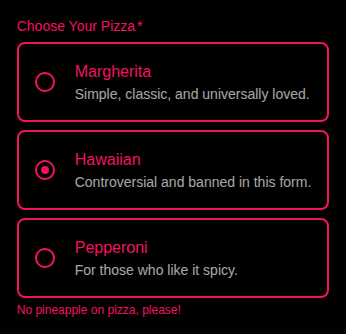 Choose Your Pizza *
Margherita
Simple, classic, and universally loved.
Hawaiian
Controversial and banned in this form.
Pepperoni
For those who like it spicy.
No pineapple on pizza, please!